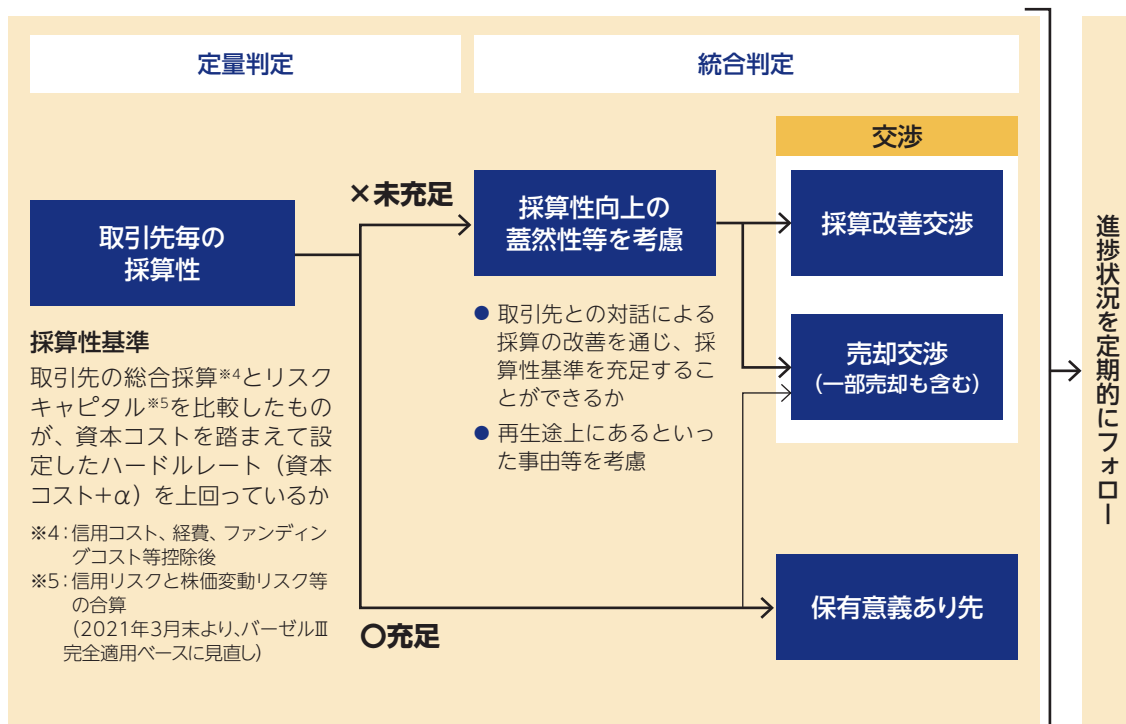 定量判定
統合判定
交渉
×未充足
取引先毎の
採算性
採算性向上の
蓋然性等を考慮
採算改善交渉
売却交渉
(一部売却も含む)
採算性基準
取引先の総合採算※4とリスク
キャピタル※5を比較したもの
が、資本コストを踏まえて設
定したハードルレート（資本
コスト+α）を上回っているか
※4：信用コスト、経費、ファンディン
グコスト等控除後
※5：信用リスクと株価変動リスク等
の合算
（2021年3月末より、バーゼルⅢ
完全適用ベースに見直し）
● 取引先との対話による
採算の改善を通じ、採
算性基準を充足するこ
とができるか
● 再生途上にあるといっ
た事由等を考慮
〇充足
保有意義あり先
進捗状況を定期的にフォロー